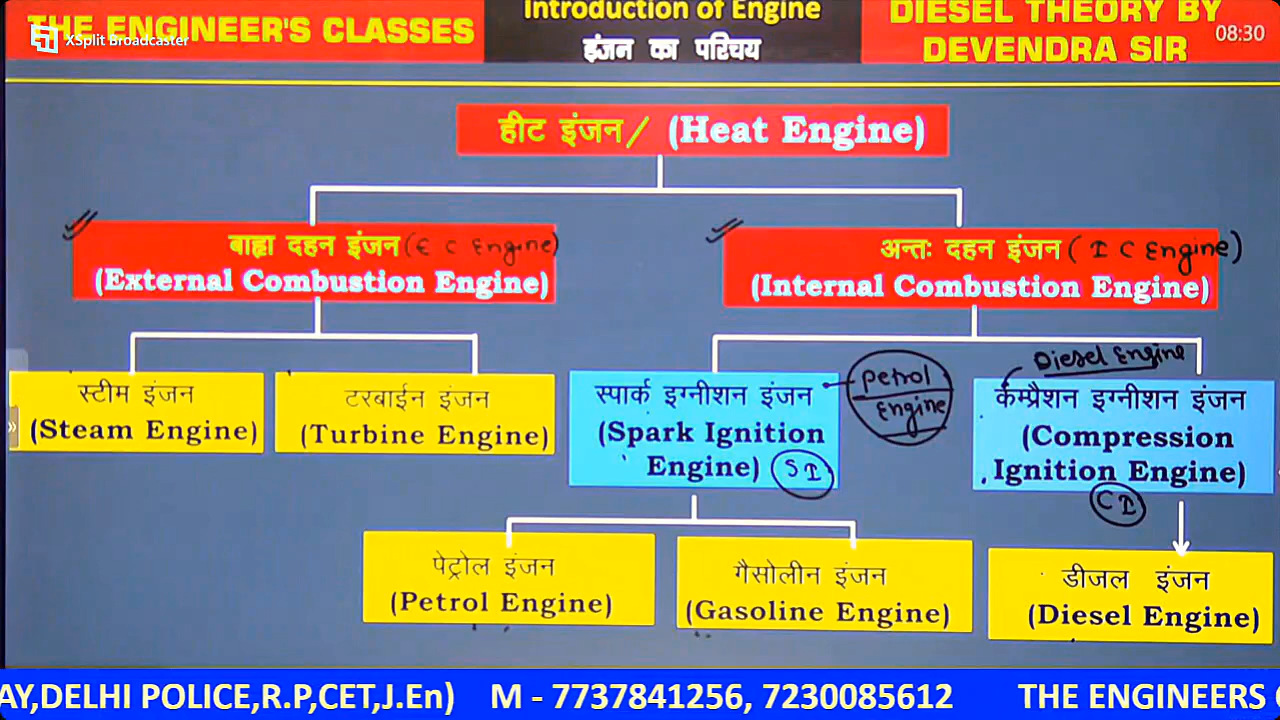 THE ENGINEER'S CLASSES
XSplit Broadcaster
Introduction of Engine
इंजन का परिचय
DIESEL THEORY BY
DEVENDRA SIR
08:30
हीट इंजन/ (Heat Engine)
बाह्रा दहन इंजन (E C Engine)
(External Combustion Engine)
अन्तः दहन इंजन ( I C Engine)
(Internal Combustion Engine)
स्टीम इंजन
(Steam Engine)
टरबाईन इंजन
(Turbine Engine)
स्पार्क इग्नीशन इंजन
(Spark Ignition
Engine) SI
Petrol
Engine
Diesel Engine
कम्प्रैशन इग्नीशन इंजन
(Compression
Ignition Engine)
CI
पेट्रोल इंजन
(Petrol Engine)
गैसोलीन इंजन
(Gasoline Engine)
डीजल इंजन
(Diesel Engine)
»
AY,DELHI POLICE,R.P,CET,J.En) M - 7737841256, 7230085612 THE ENGINEERS